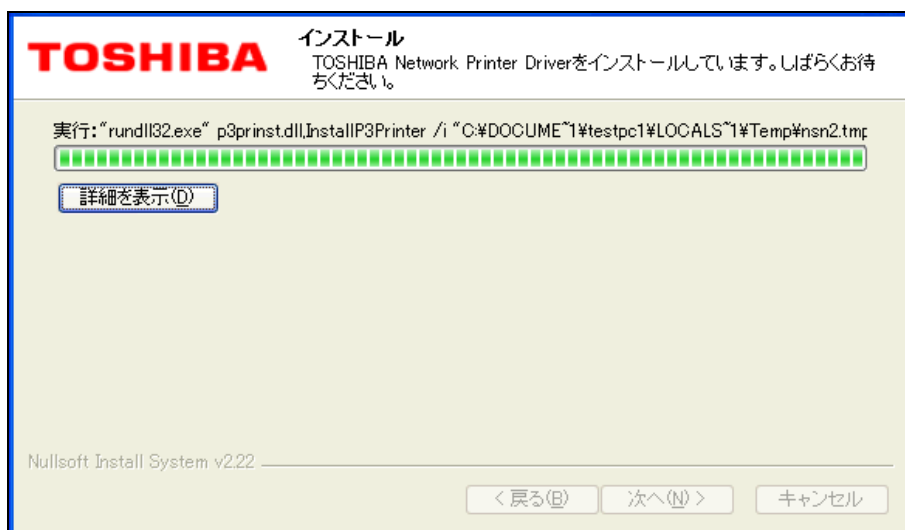 TOSHIBA
インストール
TOSHIBA Network Printer Driverをインストールしています。しばらくお待
ちください。
実行:"rundll32.exe" p3prinst.dll,InstallP3Printer /i "C:¥DOCUME~1¥testpc1¥LOCALS~1¥Temp¥nsn2.tmp
詳細を表示(D)
Nullsoft Install System v2.22
< 戻る(B) 次へ(N) > キャンセル